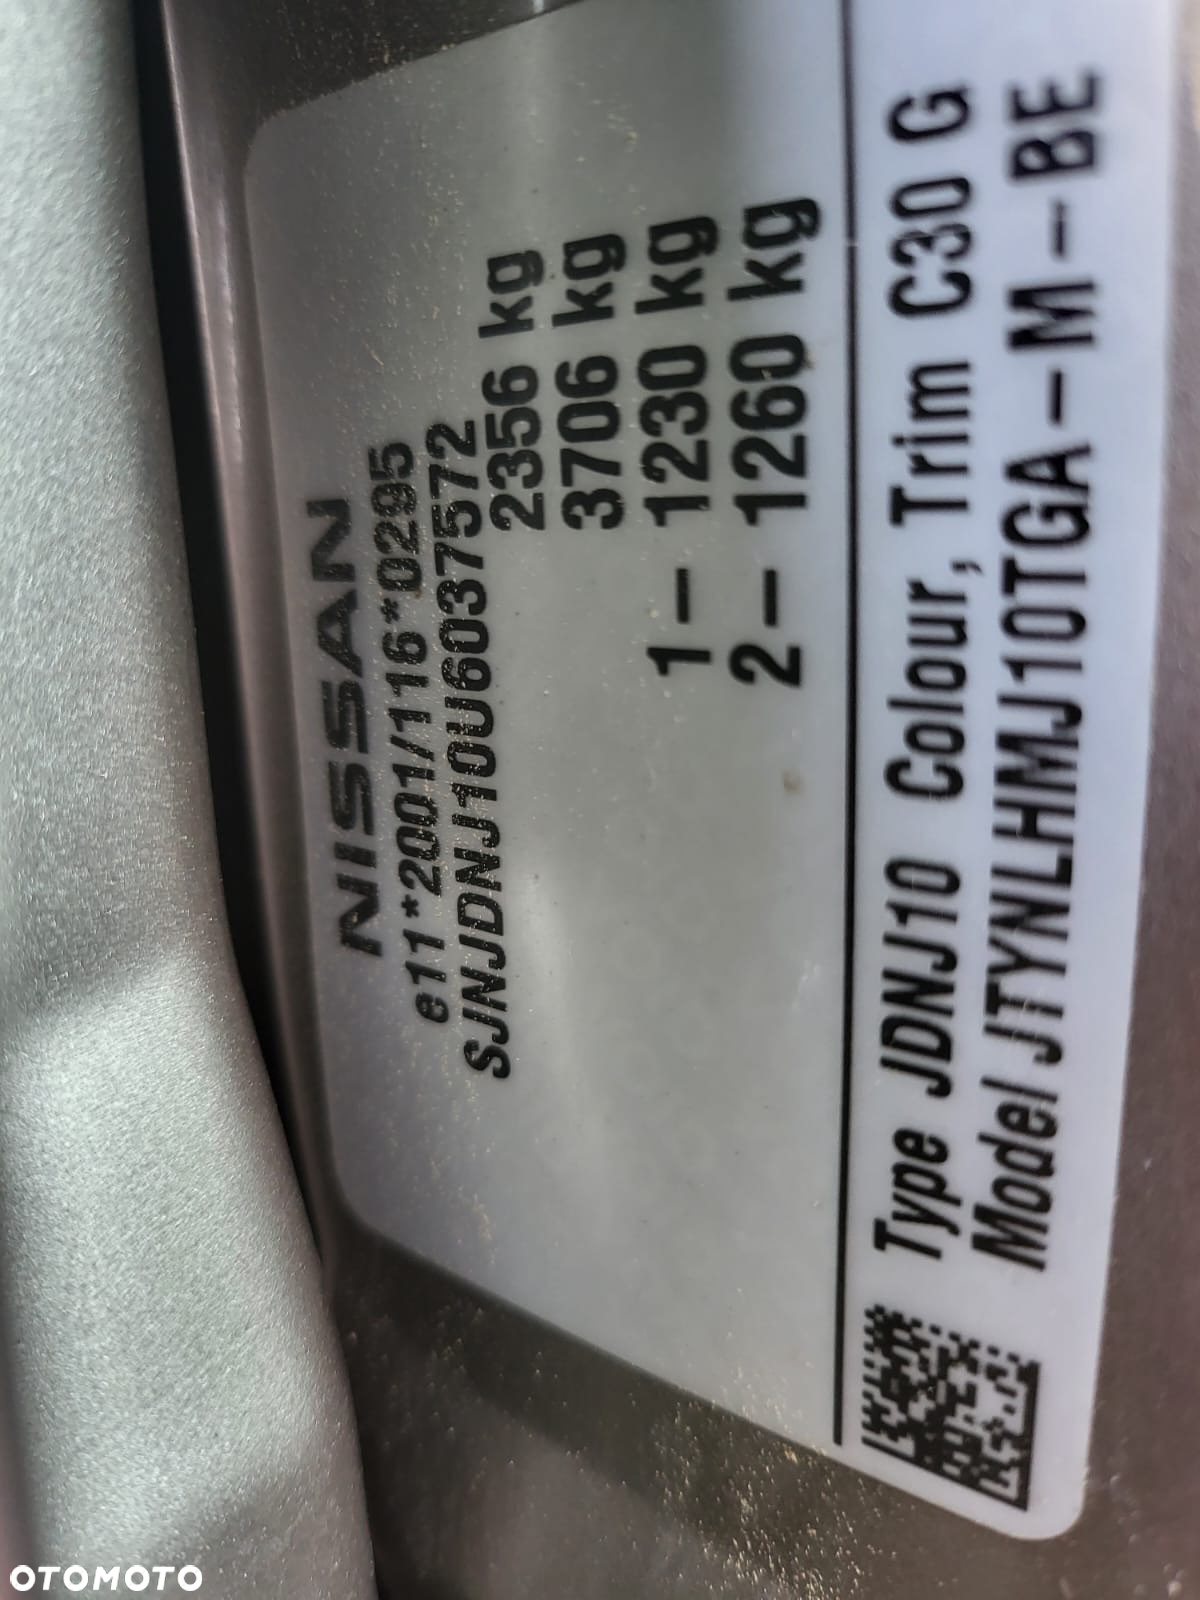 NISSAN
e11*2001/116*0295
SJNJDNJ10U6037572
2356 kg
3706 kg
1- 1230 kg
2- 1260 kg
Type JDNJ10 Colour, Trim C30 G
Model JTYNLHMJ10TGA-M-BE
OTOMOTO